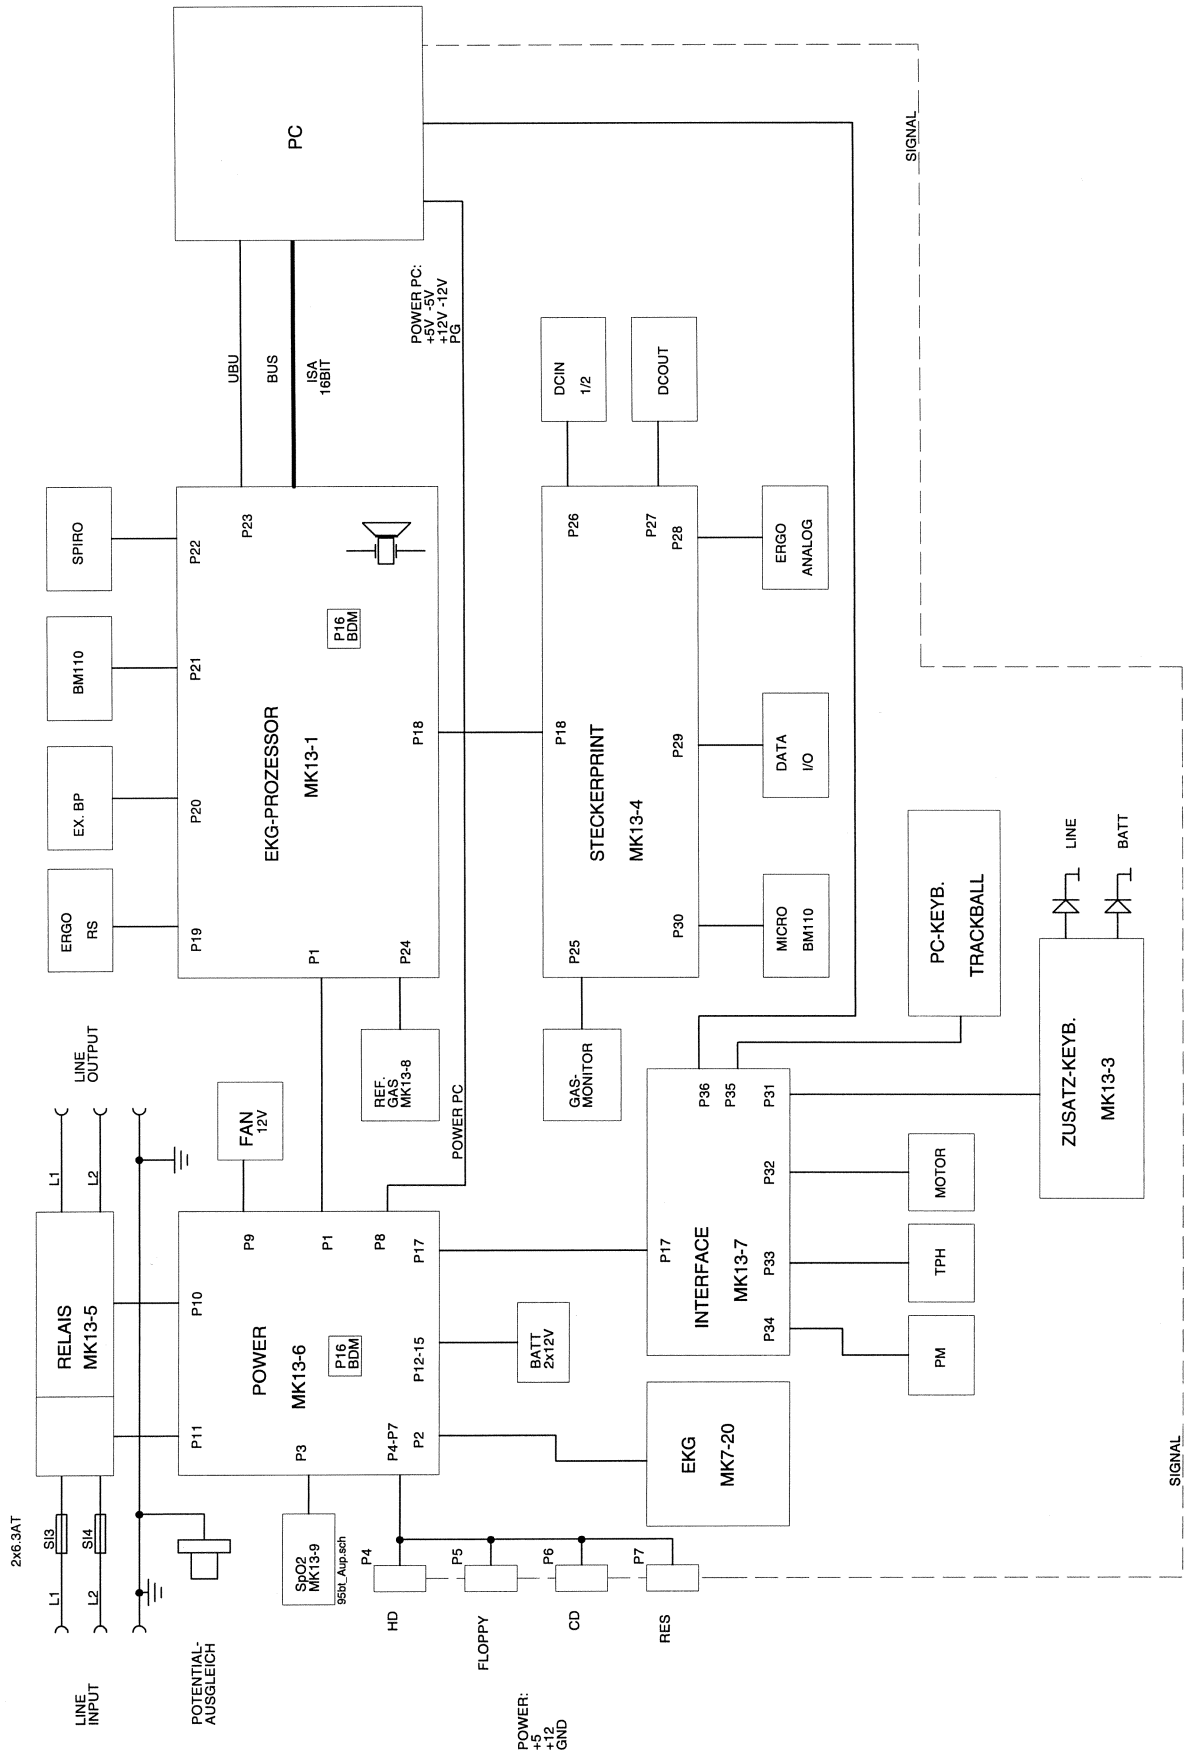 LINE
INPUT
L1
L2
2x6.3AT
SI3
SI4
RELAIS
MK13-5
L1
L2
LINE
OUTPUT
POTENTIAL-
AUSGLEICH
P11
P10
P9
P1
P8
P17
P3
P4-P7
P2
P12-15
POWER
MK13-6
P16
BDM
FAN
12V
SpO2
MK13-9
95bt_Aup.sch
BATT
2x12V
POWER PC
REF.
GAS
MK13-8
ERGO
RS
EX. BP
BM110
SPIRO
P19
P20
P21
P22
P23
P1
P24
P18
EKG-PROZESSOR
MK13-1
P16
BDM
UBU
BUS
ISA
16BIT
POWER PC:
+5V -5V
+12V -12V
PG
PC
P4
HD
P5
FLOPPY
P6
CD
P7
RES
POWER:
+5
+12
GND
EKG
MK7-20
GAS-
MONITOR
P25
P18
P26
P27
P28
P29
P30
STECKERPRINT
MK13-4
DCIN
1/2
DCOUT
ERGO
ANALOG
DATA
I/O
MICRO
BM110
P17
P36
P35
P31
P32
P33
P34
INTERFACE
MK13-7
PM
TPH
MOTOR
PC-KEYB.
TRACKBALL
ZUSATZ-KEYB.
MK13-3
LINE
BATT
SIGNAL
SIGNAL